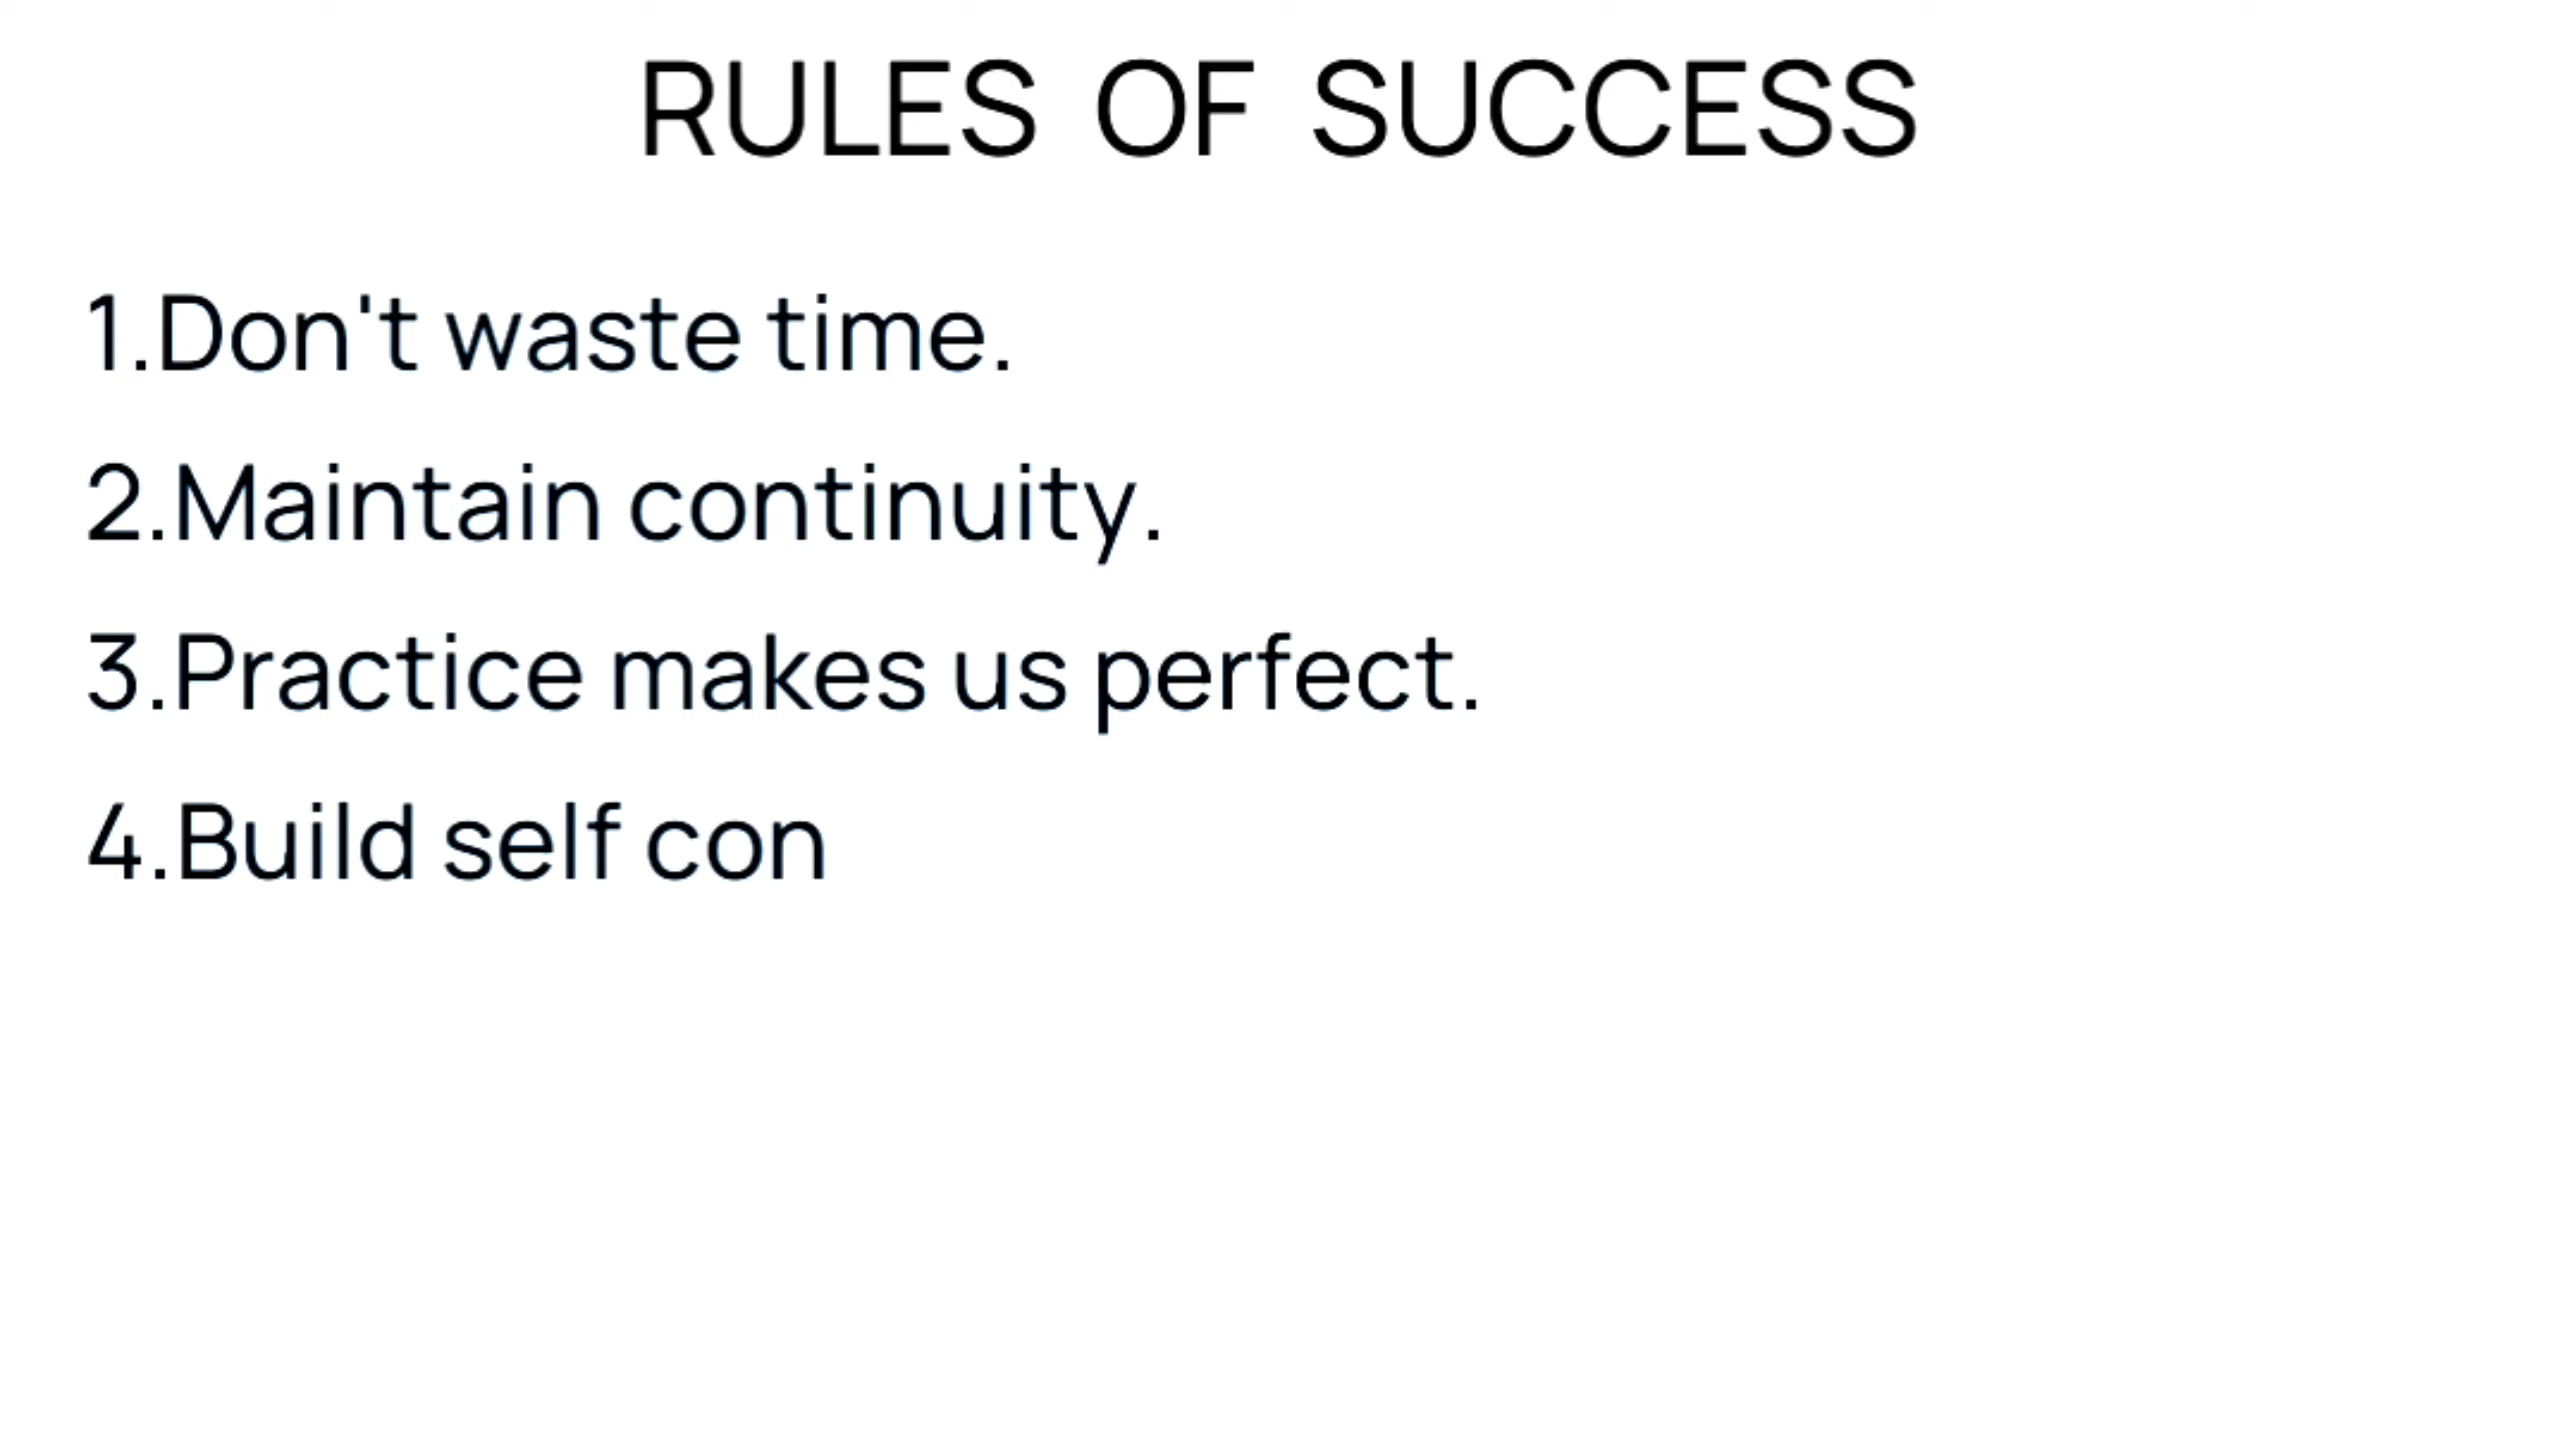 RULES OF SUCCESS
1.Don't waste time.
2.Maintain continuity.
3.Practice makes us perfect.
4.Build self con